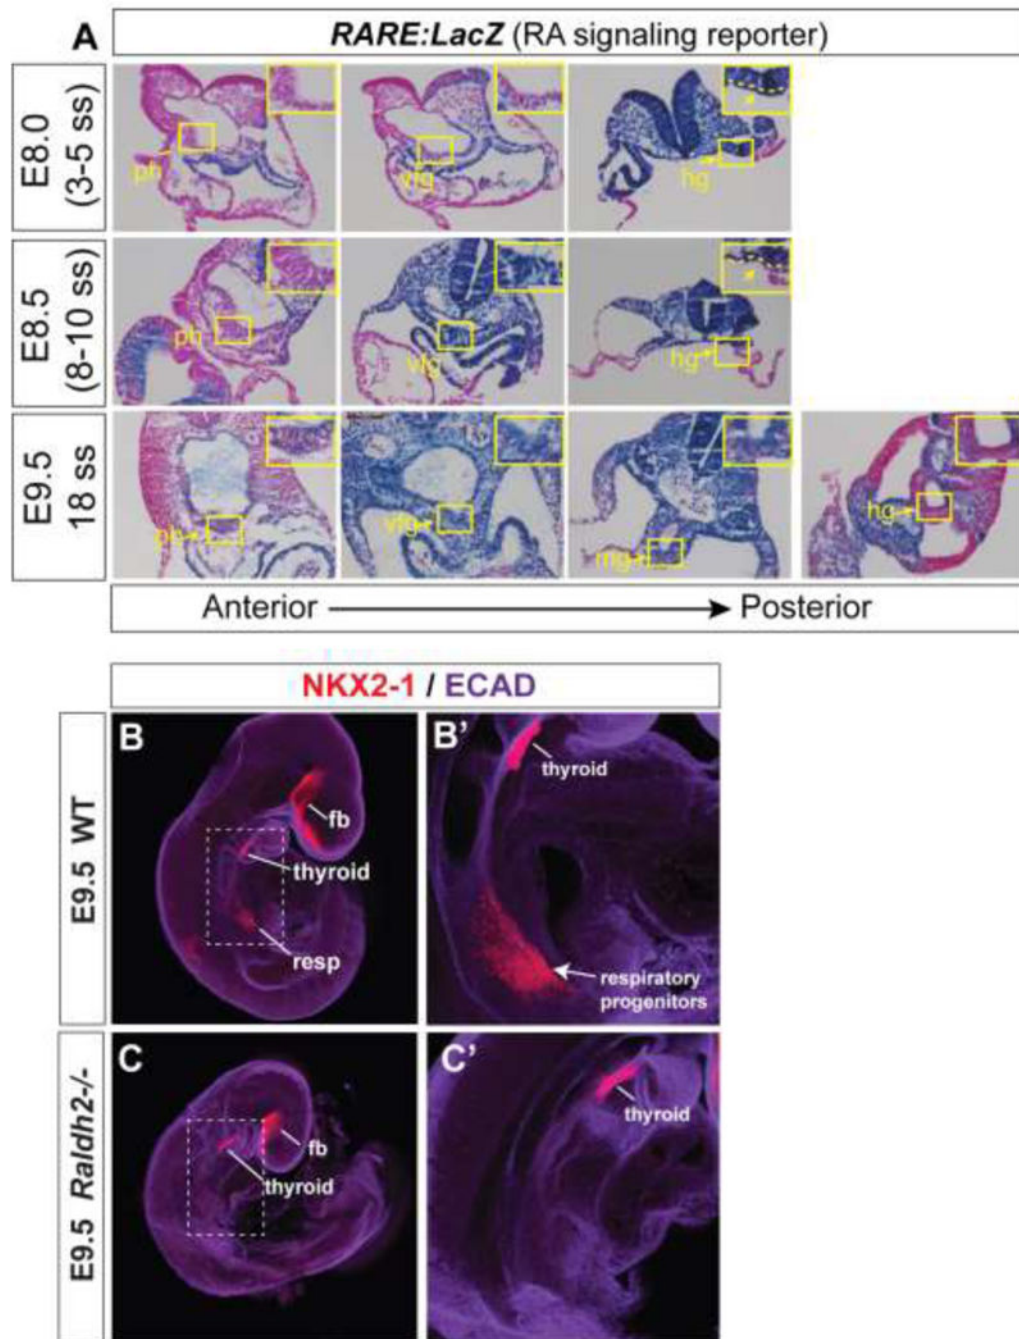 A
RARE:LacZ (RA signaling reporter)
E8.0
(3-5 ss)
ph
vfg
hg
E8.5
(8-10 ss)
ph
vfg
hg
E9.5
18 ss
ph
vfg
mg
hg
Anterior
Posterior
NKX2-1 / ECAD
E9.5 WT
B
fb
thyroid
resp
B’
thyroid
respiratory
progenitors
E9.5 Raldh2-/-
C
fb
thyroid
C’
thyroid